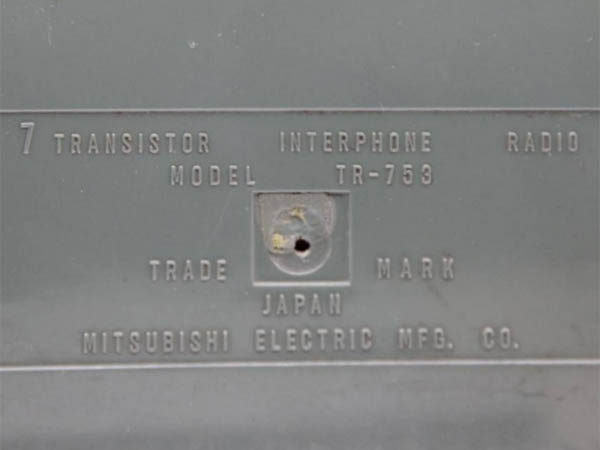 7 TRANSISTOR INTERPHONE RADIO
MODEL TR-753
TRADE MARK
JAPAN
MITSUBISHI ELECTRIC MFG. CO.